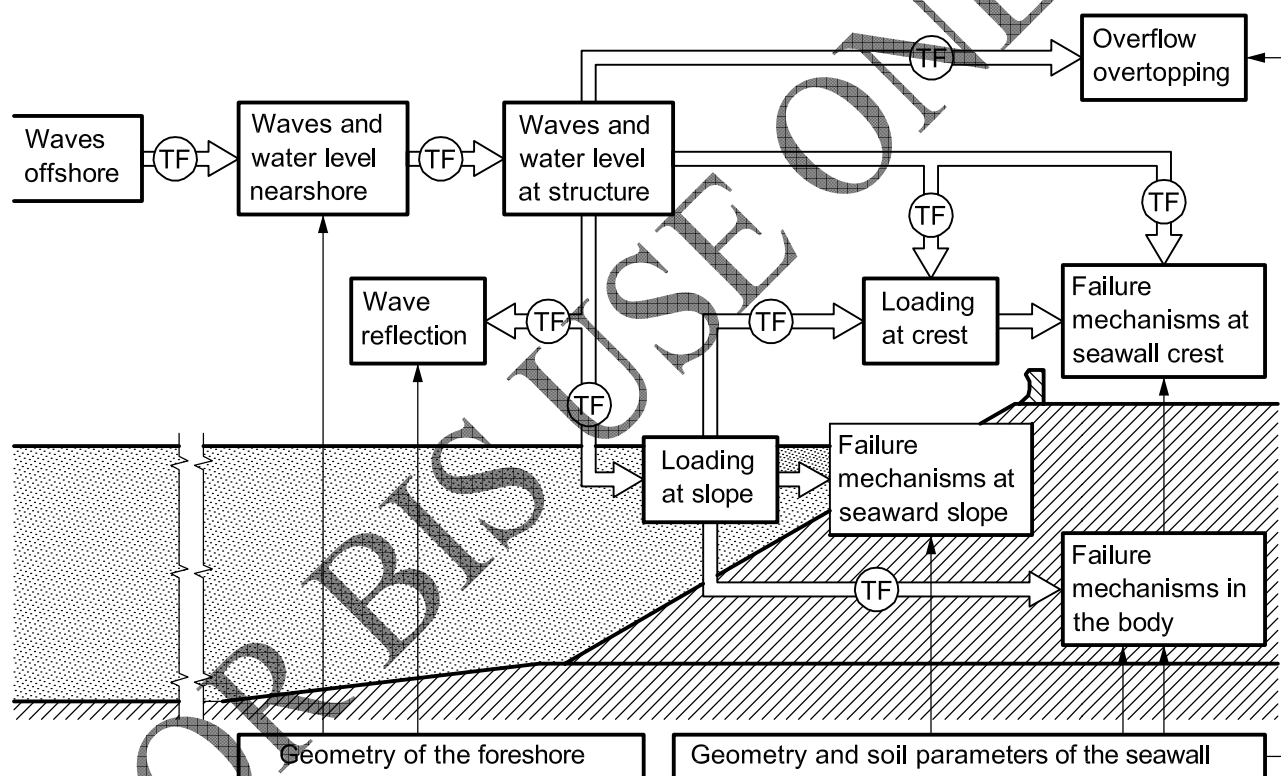 Overflow
overtopping
TF
Waves
offshore
TF
Waves and
water level
nearshore
TF
Waves and
water level
at structure
TF
TF
Wave
reflection
TF
TF
Loading
at crest
Failure
mechanisms at
seawall crest
TF
Loading
at slope
Failure
mechanisms at
seaward slope
TF
Failure
mechanisms in
the body
Geometry of the foreshore
Geometry and soil parameters of the seawall
OR BIS USE ONL